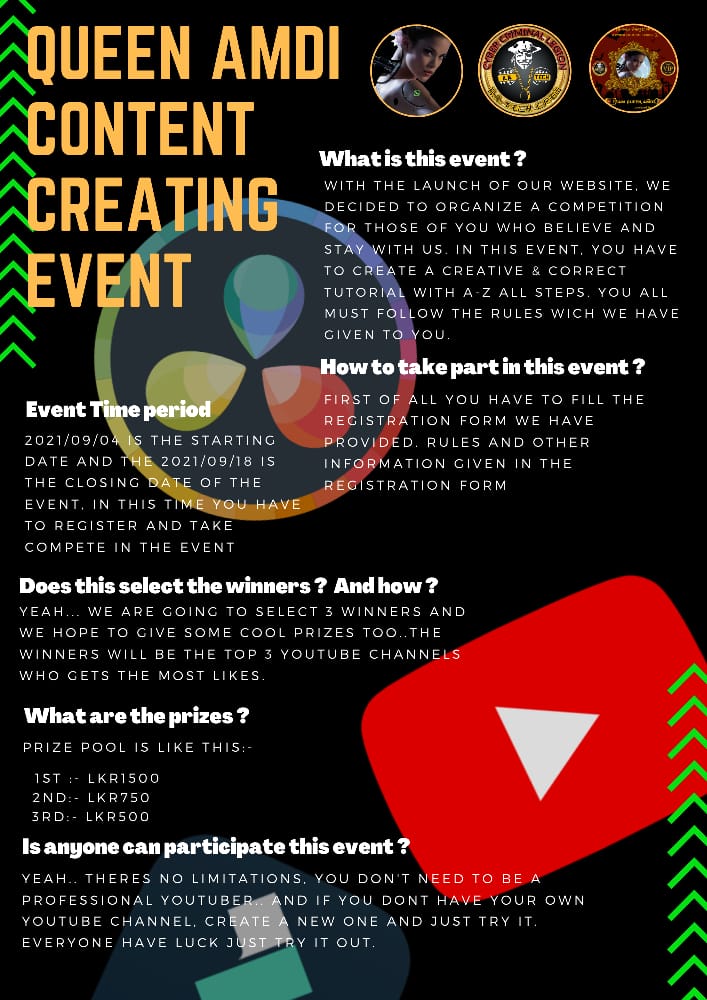 QUEEN AMDI
CONTENT
CREATING
EVENT
CYBER CRIMINAL LEGION
What is this event ?
WITH THE LAUNCH OF OUR WEBSITE, WE
DECIDED TO ORGANIZE A COMPETITION
FOR THOSE OF YOU WHO BELIEVE AND
STAY WITH US. IN THIS EVENT, YOU HAVE
TO CREATE A CREATIVE & CORRECT
TUTORIAL WITH A-Z ALL STEPS. YOU ALL
MUST FOLLOW THE RULES WICH WE HAVE
GIVEN TO YOU.
How to take part in this event ?
FIRST OF ALL YOU HAVE TO FILL THE
REGISTRATION FORM WE HAVE
PROVIDED. RULES AND OTHER
INFORMATION GIVEN IN THE
REGISTRATION FORM
Event Time period
2021/09/04 IS THE STARTING
DATE AND THE 2021/09/18 IS
THE CLOSING DATE OF THE
EVENT, IN THIS TIME YOU HAVE
TO REGISTER AND TAKE
COMPETE IN THE EVENT
Does this select the winners ? And how ?
YEAH... WE ARE GOING TO SELECT 3 WINNERS AND
WE HOPE TO GIVE SOME COOL PRIZES TOO..THE
WINNERS WILL BE THE TOP 3 YOUTUBE CHANNELS
WHO GETS THE MOST LIKES.
What are the prizes ?
PRIZE POOL IS LIKE THIS:-
1ST :- LKR1500
2ND:- LKR750
3RD:- LKR500
Is anyone can participate this event ?
YEAH.. THERES NO LIMITATIONS, YOU DON'T NEED TO BE A
PROFESSIONAL YOUTUBER.. AND IF YOU DONT HAVE YOUR OWN
YOUTUBE CHANNEL, CREATE A NEW ONE AND JUST TRY IT.
EVERYONE HAVE LUCK JUST TRY IT OUT.